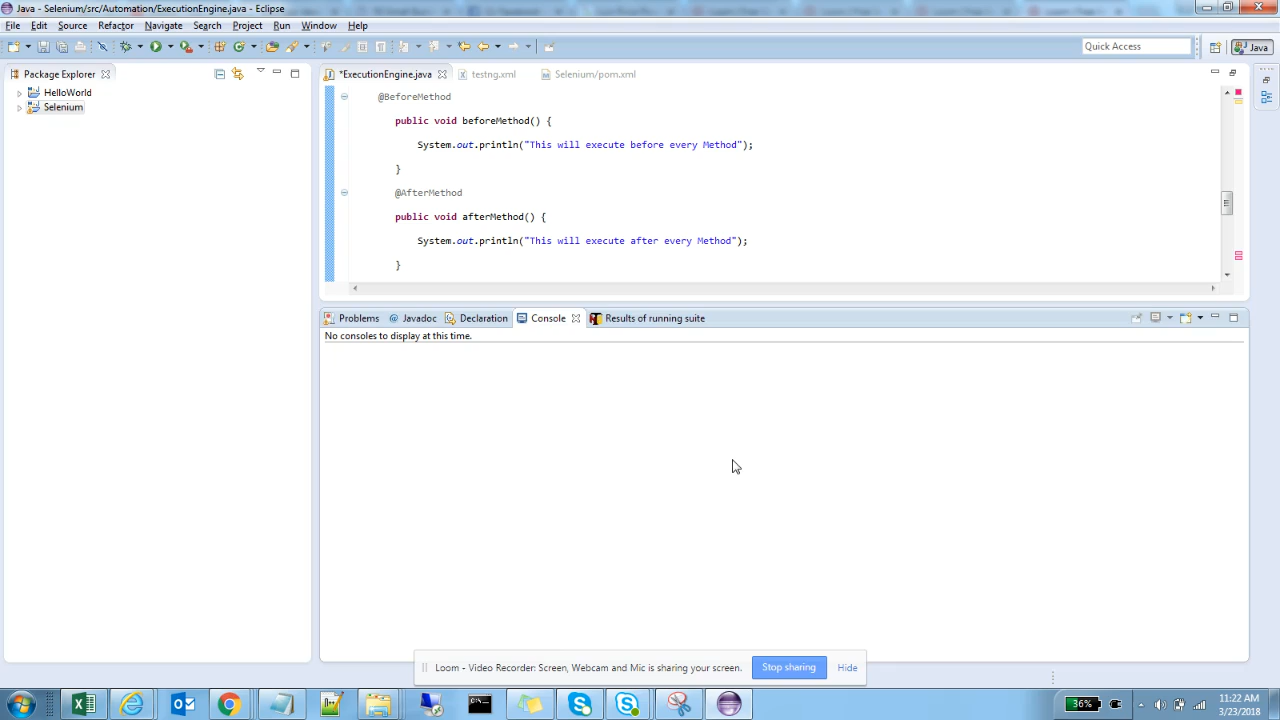 Java - Selenium/src/Automation/ExecutionEngine.java - Eclipse
File Edit Source Refactor Navigate Search Project Run Window Help
Quick Access
Java
Package Explorer
*ExecutionEngine.java testng.xml Selenium/pom.xml
HelloWorld
Selenium
@BeforeMethod
public void beforeMethod() {
System.out.println("This will execute before every Method");
}
@AfterMethod
public void afterMethod() {
System.out.println("This will execute after every Method");
}
Problems @ Javadoc Declaration Console Results of running suite
No consoles to display at this time.
Loom - Video Recorder: Screen, Webcam and Mic is sharing your screen. Stop sharing Hide
36%
11:22 AM
3/23/2018